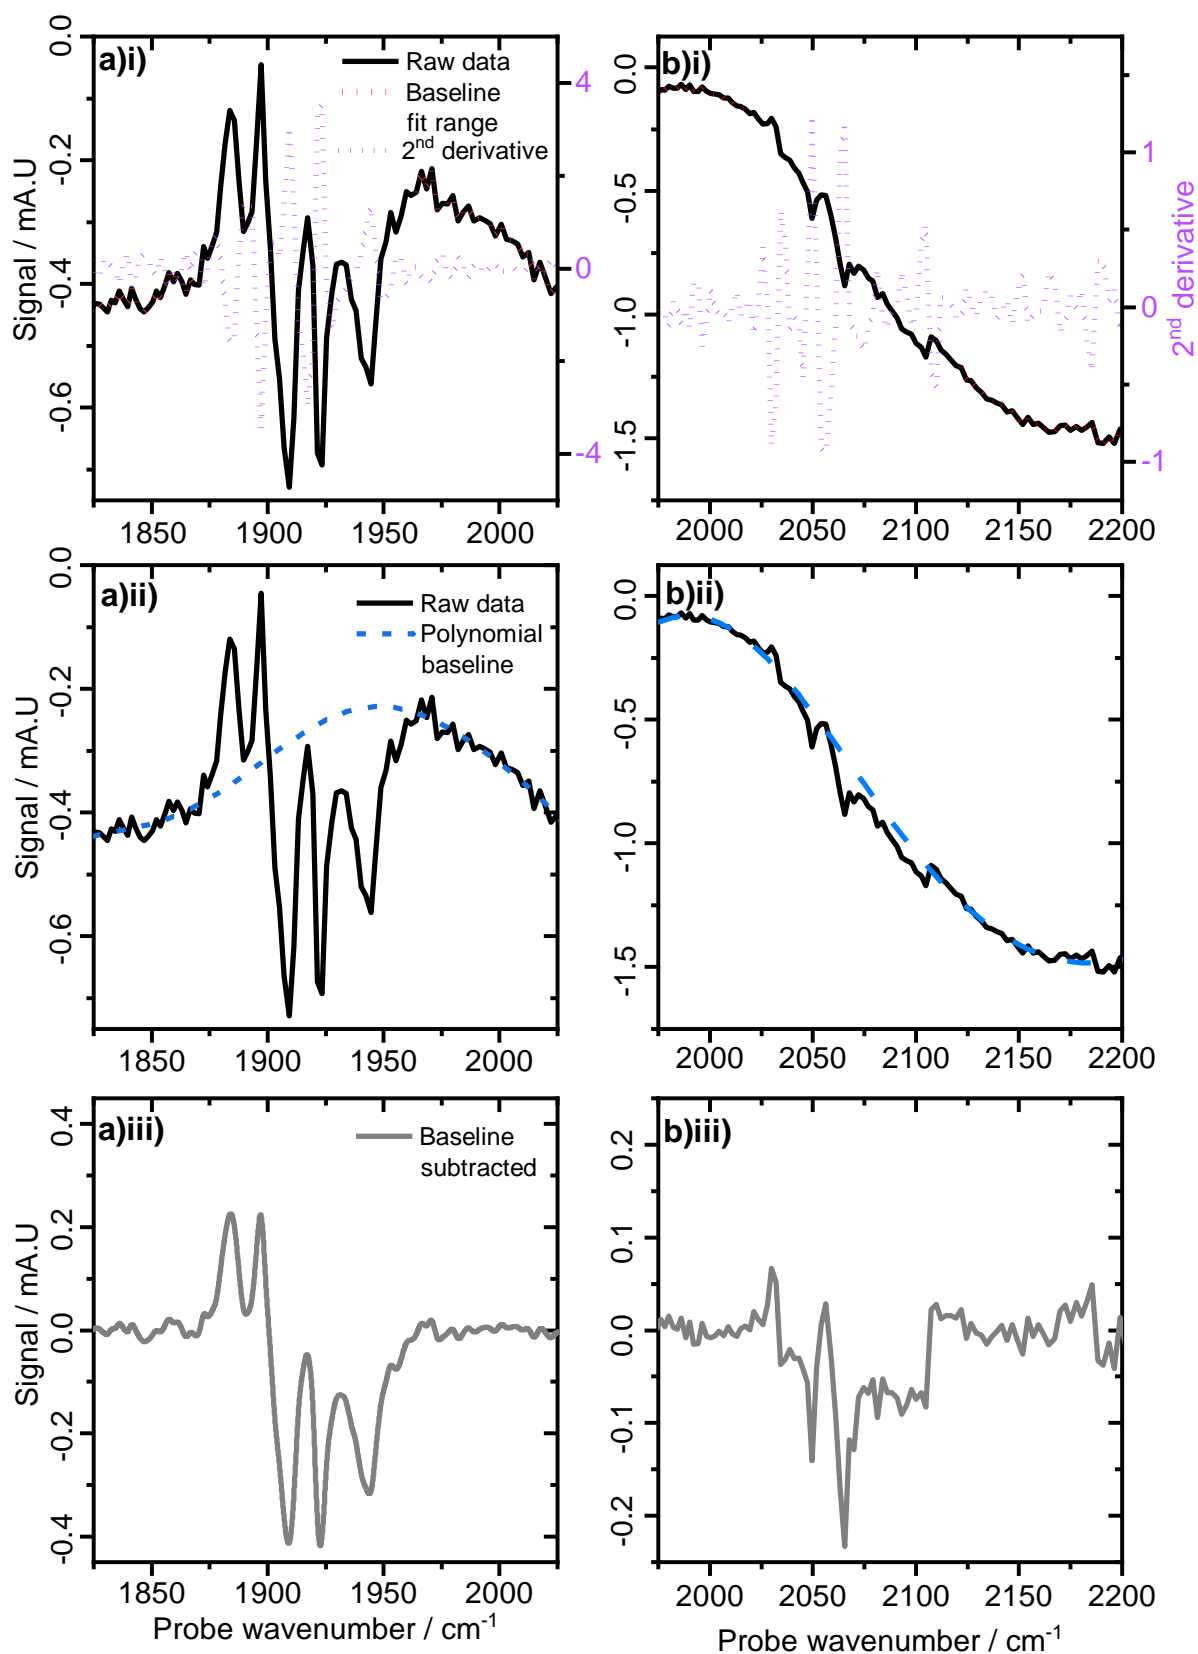 a)i)
Raw data
Baseline
fit range
2nd derivative
Signal / mA.U
0.0
-0.2
-0.4
-0.6
4
0
-4
1850 1900 1950 2000
b)i)
0.0
-0.5
-1.0
-1.5
1
0
-1
2nd derivative
2000 2050 2100 2150 2200
a)ii)
Raw data
Polynomial
baseline
Signal / mA.U
0.0
-0.2
-0.4
-0.6
1850 1900 1950 2000
b)ii)
0.0
-0.5
-1.0
-1.5
2000 2050 2100 2150 2200
a)iii)
Baseline
subtracted
Signal / mA.U
0.4
0.2
0.0
-0.2
-0.4
1850 1900 1950 2000
Probe wavenumber / cm-1
b)iii)
0.2
0.1
0.0
-0.1
-0.2
2000 2050 2100 2150 2200
Probe wavenumber / cm-1